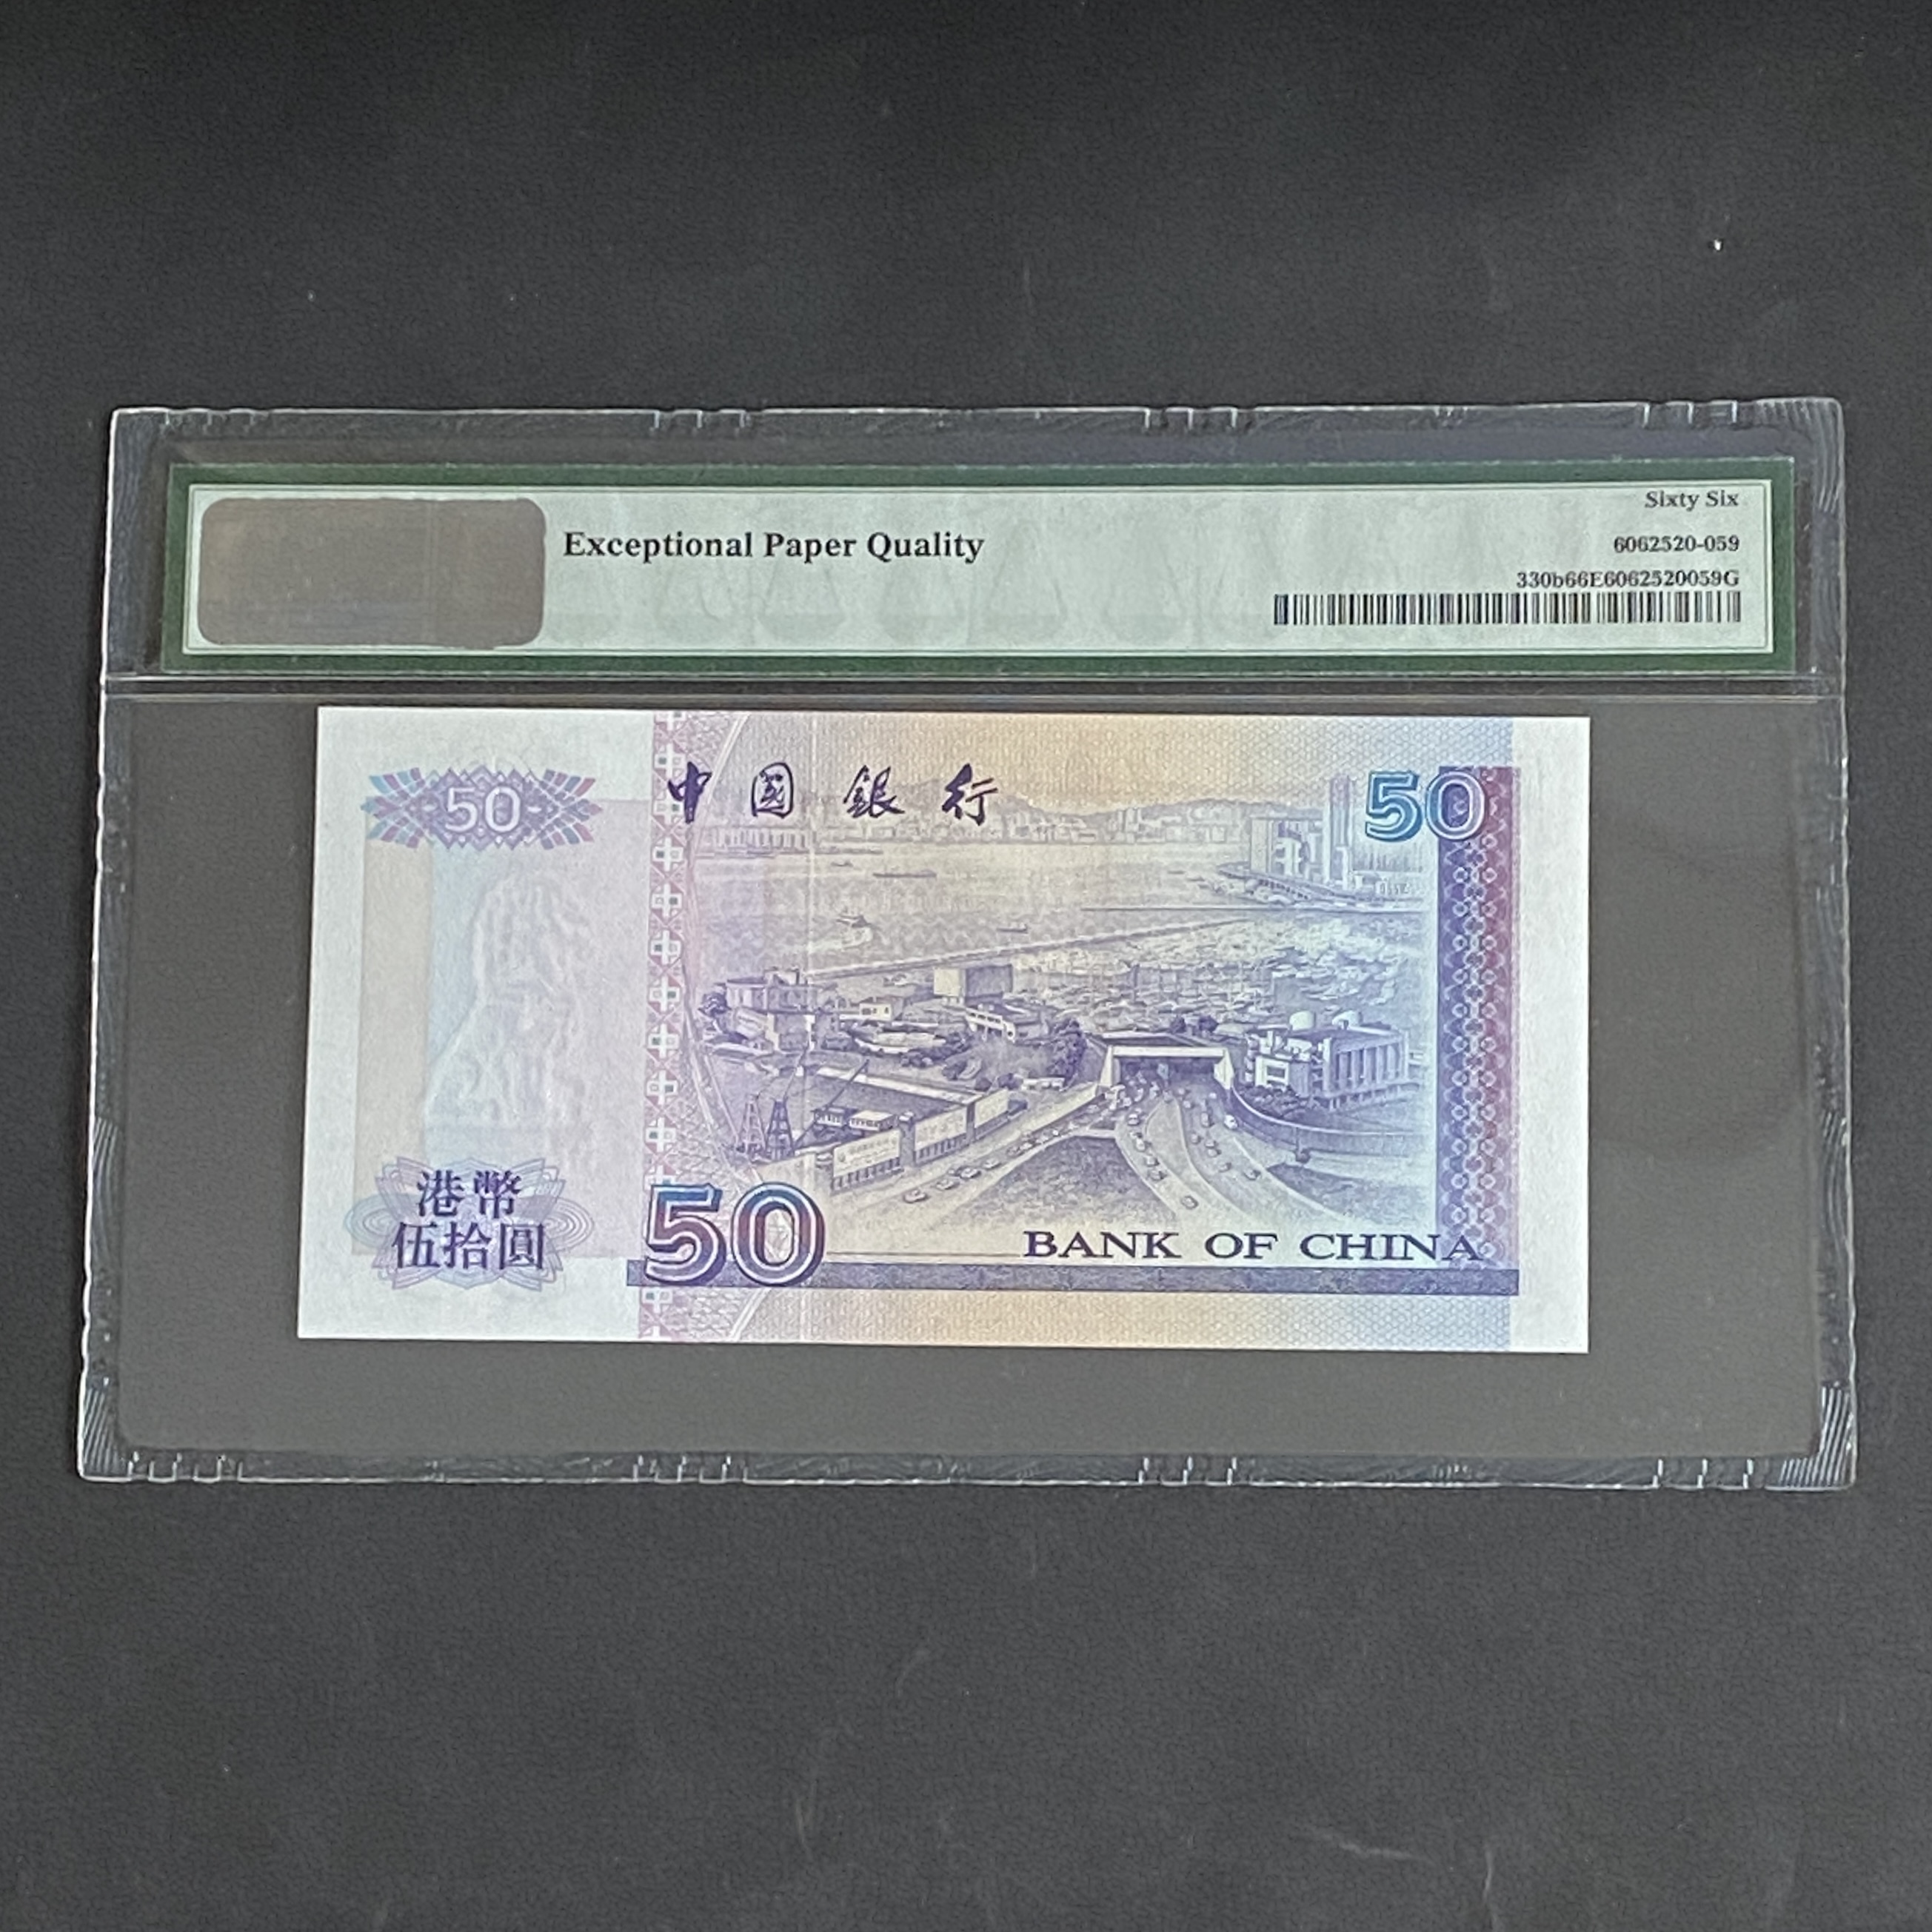 Sixty Six
Exceptional Paper Quality
6062520-059
330b66E6062520059G
50
中國銀行
50
港幣
伍拾圓
50
BANK OF CHINA